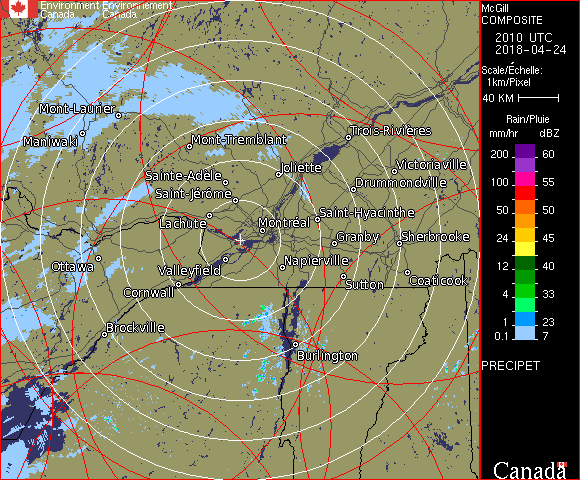 Environment Environnement
Canada Canada
McGill
COMPOSITE
2010 UTC
2018-04-24
Scale/Échelle:
1km/Pixel
40 KM
Rain/Pluie
mm/hr dBZ
200 60
100 55
50 50
24 45
12 40
4 33
1 23
0.1 7
PRECIPET
Canada
Mont-Laurier
Maniwaki
Mont-Tremblant
Trois-Rivières
Sainte-Adèle
Joliette
Victoriaville
Saint-Jérôme
Drummondville
Lachute
Montréal
Saint-Hyacinthe
Granby
Sherbrooke
Ottawa
Valleyfield
Napierville
Cornwall
Sutton
Coaticook
Brockville
Burlington